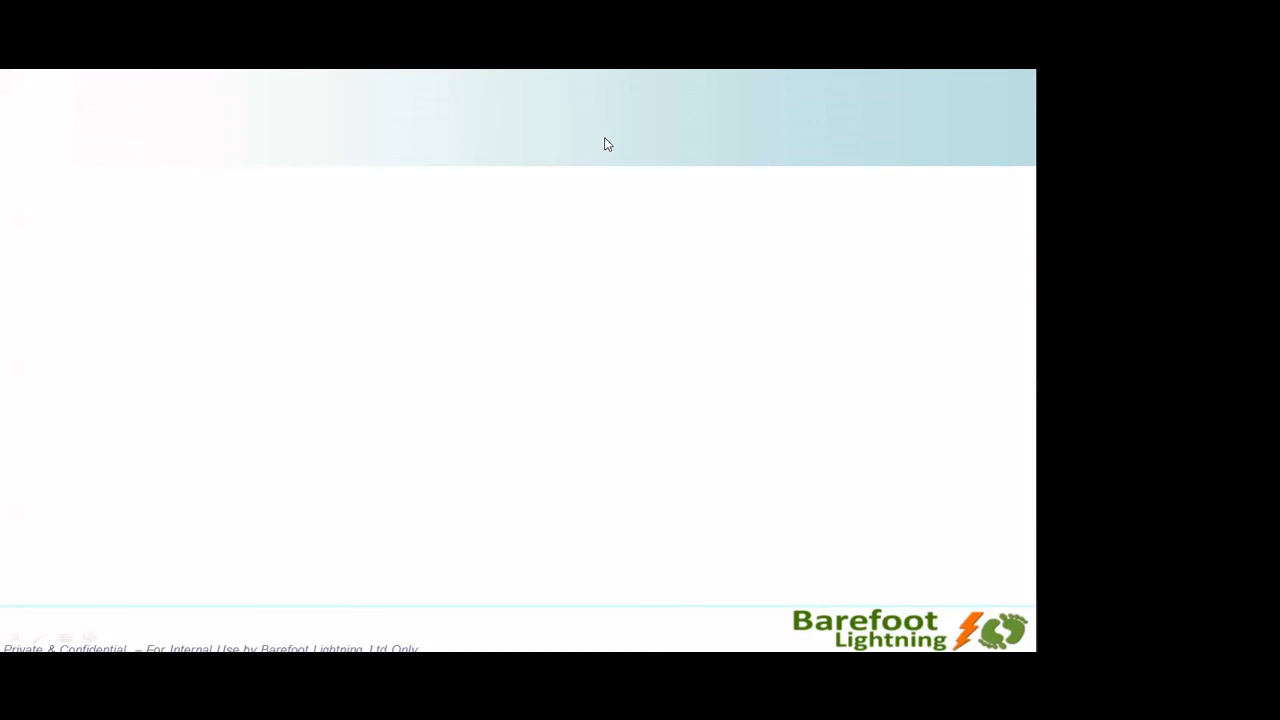 Barefoot
Lightning
Private & Confidential – For Internal Use by Barefoot Lightning Ltd Only